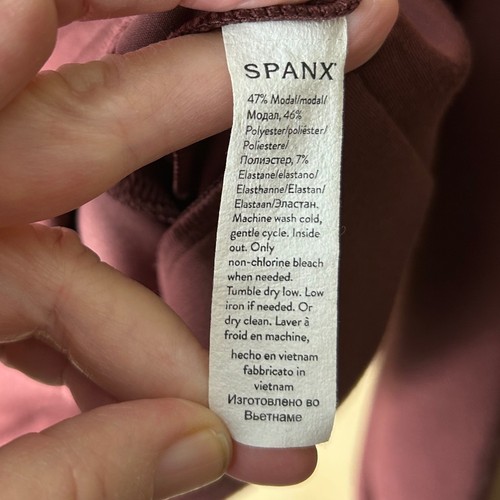 SPANX
47% Modal/modal/
Модал, 46%
Polyester/poliéster/
Poliestere/
Полиэстер, 7%
Elastane/elastano/
Elasthanne/Elastan/
Elastaan/Эластан.
Machine wash cold,
gentle cycle. Inside
out. Only
non-chlorine bleach
when needed.
Tumble dry low. Low
iron if needed. Or
dry clean. Laver à
froid en machine,
hecho en vietnam
fabbricato in
vietnam
Изготовлено во
Вьетнаме